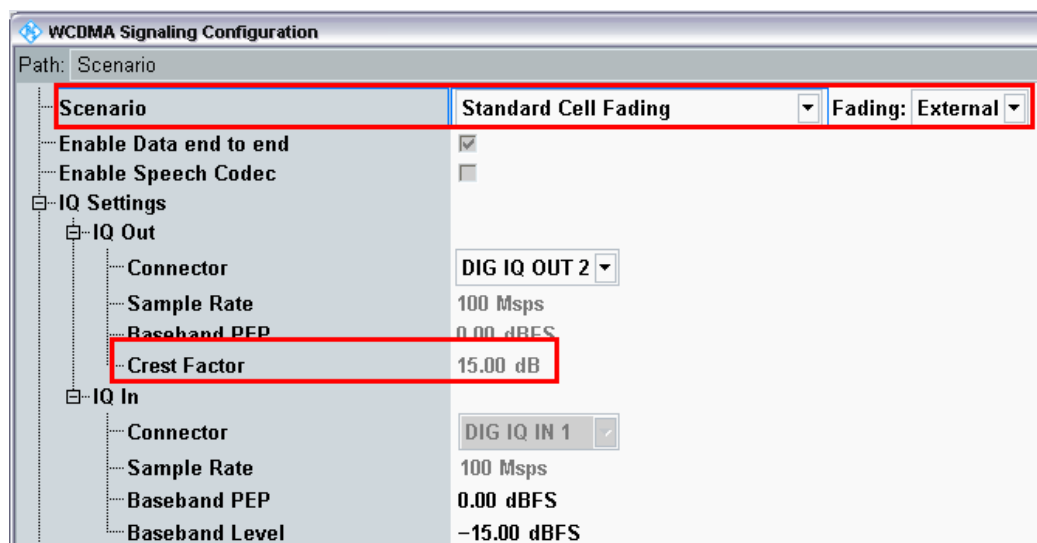 WCDMA Signaling Configuration
Path: Scenario
Scenario Standard Cell Fading Fading: External
Enable Data end to end
Enable Speech Codec
IQ Settings
IQ Out
Connector DIG IQ OUT 2
Sample Rate 100 Msps
Baseband PEP 0.00 dBFS
Crest Factor 15.00 dB
IQ In
Connector DIG IQ IN 1
Sample Rate 100 Msps
Baseband PEP 0.00 dBFS
Baseband Level −15.00 dBFS